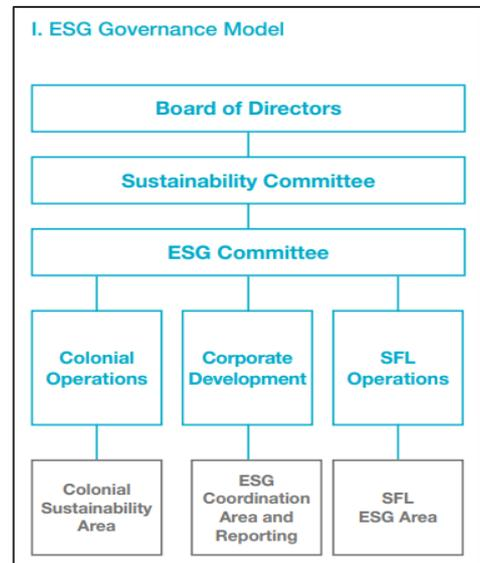 I. ESG Governance Model
Board of Directors
Sustainability Committee
ESG Committee
Colonial
Operations
Corporate
Development
SFL
Operations
Colonial
Sustainability
Area
ESG
Coordination
Area and
Reporting
SFL
ESG Area